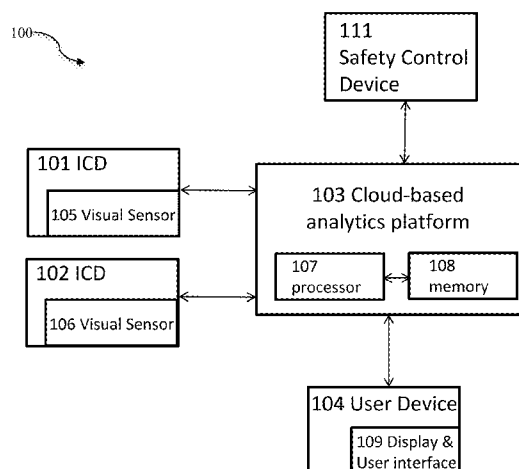 100
111
Safety Control
Device
101 ICD
105 Visual Sensor
102 ICD
106 Visual Sensor
103 Cloud-based
analytics platform
107
processor
108
memory
104 User Device
109 Display &
User interface